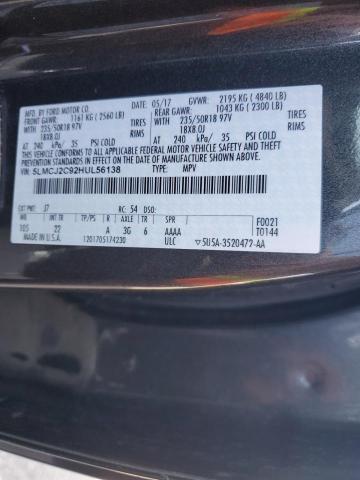 MFD. BY FORD MOTOR CO.
DATE: 05/17 GVWR: 2195 KG ( 4840 LB)
FRONT GAWR: 1161 KG ( 2560 LB) REAR GAWR: 1043 KG ( 2300 LB)
235/50R18 97V TIRES 235/50R18 97V TIRES
18X8.0J RIMS 18X8.0J RIMS
AT 240 kPa/ 35 PSI COLD AT 240 kPa/ 35 PSI COLD
THIS VEHICLE CONFORMS TO ALL APPLICABLE FEDERAL MOTOR VEHICLE SAFETY AND
THEFT PREVENTION STANDARDS IN EFFECT ON THE DATE OF MANUFACTURE SHOWN ABOVE.
VIN: 5LMCJ2C92HUL56138 TYPE: MPV
EXT PNT: J7 RC: 54 DSO: F0021
WB INT TR TP/PS R AXLE TR SPR T0144
105 22 A 3G 6 AAAA
MADE IN U.S.A. 1201705174230 ULC 5U5A-3520472-AA